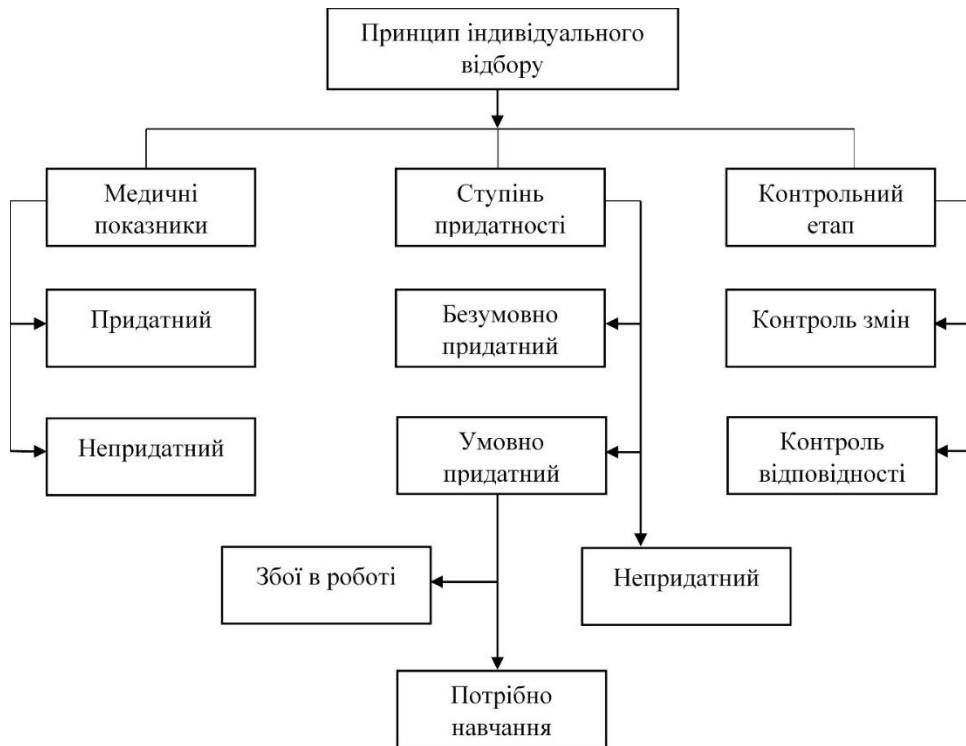 Принцип індивідуального
відбору
Медичні
показники
Ступінь
придатності
Контрольний
етап
Придатний
Безумовно
придатний
Контроль змін
Непридатний
Умовно
придатний
Контроль
відповідності
Збої в роботі
Непридатний
Потрібно
навчання